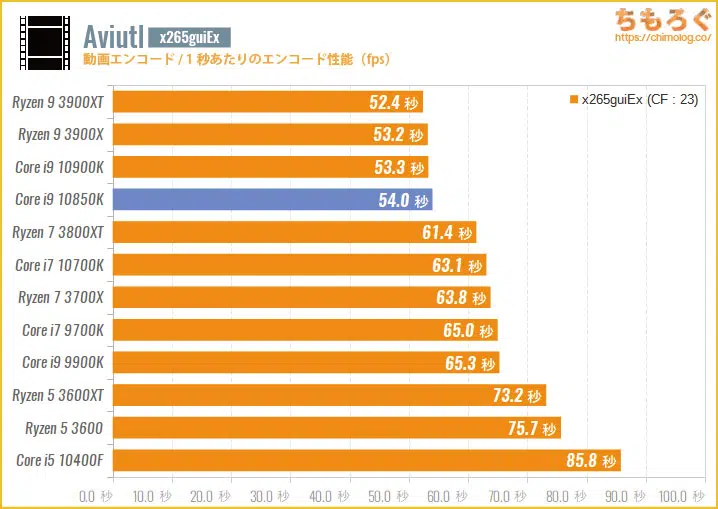 Aviutl x265guiEx
ちもろぐ
https://chimolog.co/
動画エンコード / 1 秒あたりのエンコード性能（fps）
x265guiEx (CF : 23)
Ryzen 9 3900XT 52.4 秒
Ryzen 9 3900X 53.2 秒
Core i9 10900K 53.3 秒
Core i9 10850K 54.0 秒
Ryzen 7 3800XT 61.4 秒
Core i7 10700K 63.1 秒
Ryzen 7 3700X 63.8 秒
Core i7 9700K 65.0 秒
Core i9 9900K 65.3 秒
Ryzen 5 3600XT 73.2 秒
Ryzen 5 3600 75.7 秒
Core i5 10400F 85.8 秒
0.0 秒 10.0 秒 20.0 秒 30.0 秒 40.0 秒 50.0 秒 60.0 秒 70.0 秒 80.0 秒 90.0 秒 100.0 秒